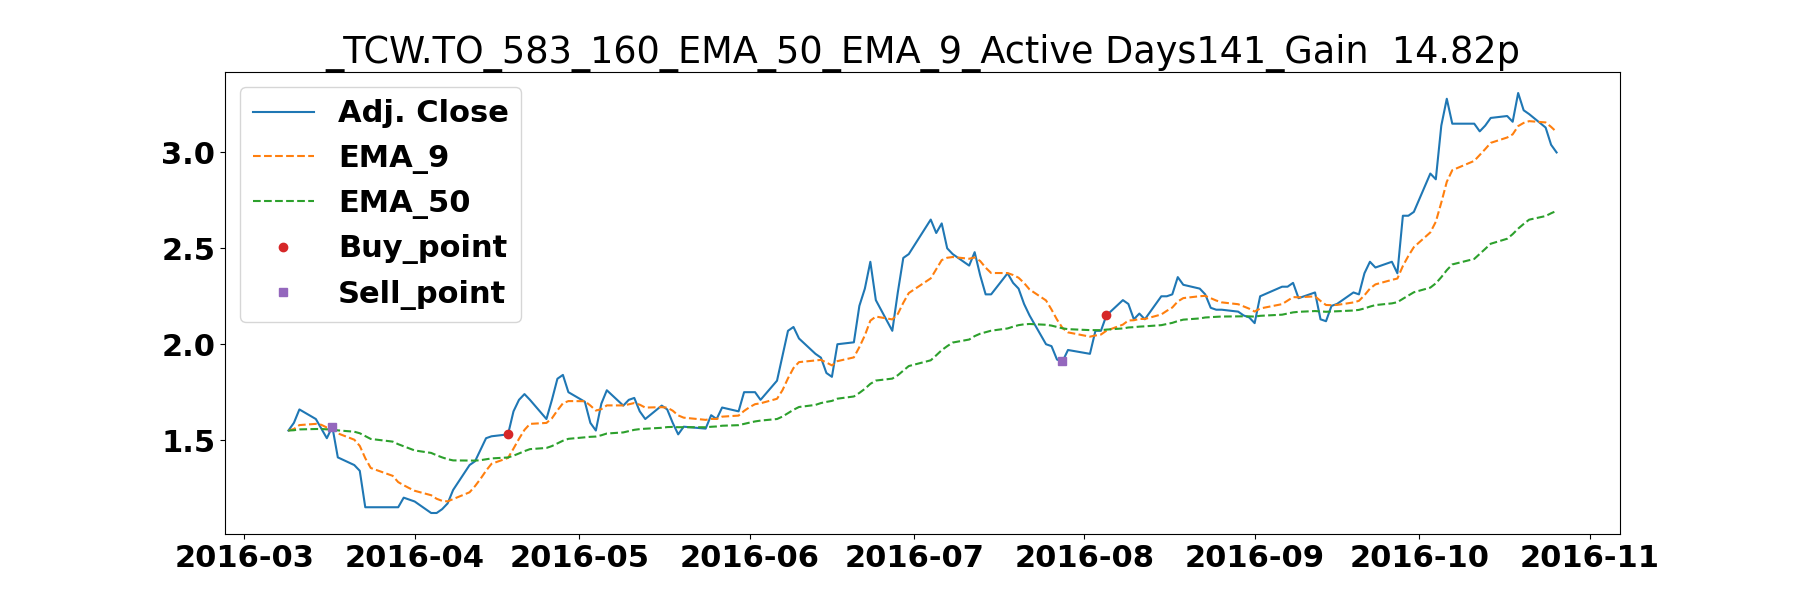 _TCW.TO_583_160_EMA_50_EMA_9_Active Days141_Gain  14.82p
Adj. Close
EMA_9
EMA_50
Buy_point
Sell_point
3.0
2.5
2.0
1.5
2016-03 2016-04 2016-05 2016-06 2016-07 2016-08 2016-09 2016-10 2016-11